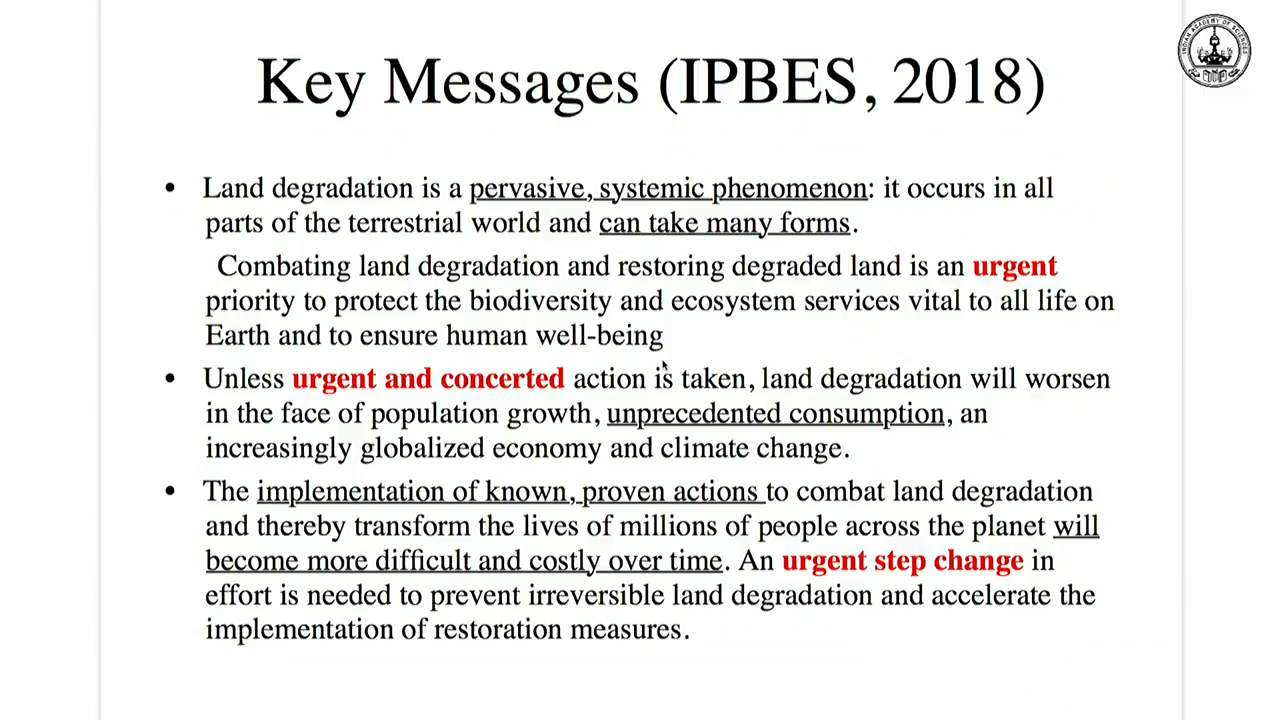 Key Messages (IPBES, 2018)
INDIAN ACADEMY OF SCIENCES
• Land degradation is a pervasive, systemic phenomenon: it occurs in all
parts of the terrestrial world and can take many forms.
Combating land degradation and restoring degraded land is an urgent
priority to protect the biodiversity and ecosystem services vital to all life on
Earth and to ensure human well-being
• Unless urgent and concerted action is taken, land degradation will worsen
in the face of population growth, unprecedented consumption, an
increasingly globalized economy and climate change.
• The implementation of known, proven actions to combat land degradation
and thereby transform the lives of millions of people across the planet will
become more difficult and costly over time. An urgent step change in
effort is needed to prevent irreversible land degradation and accelerate the
implementation of restoration measures.